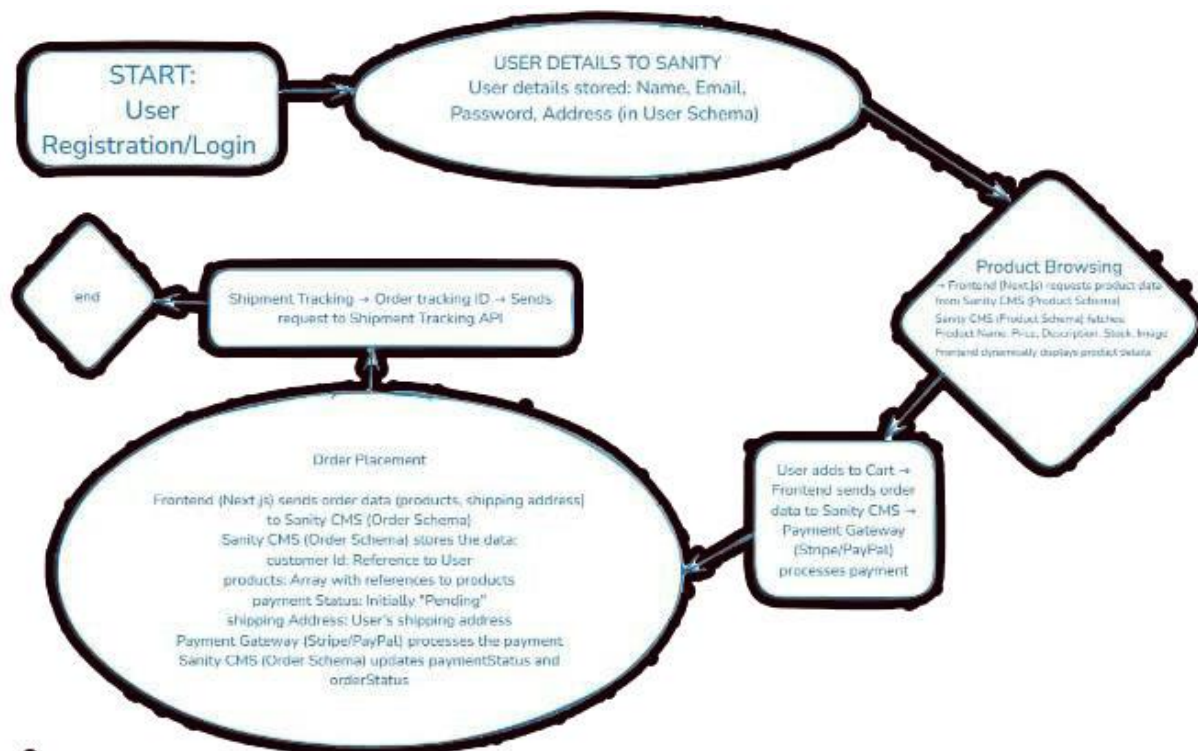 START:
User
Registration/Login
USER DETAILS TO SANITY
User details stored: Name, Email,
Password, Address (in User Schema)
Product Browsing
→ Frontend (Next.js) requests product data
from Sanity CMS (Product Schema)
Sanity CMS (Product Schema) fetches:
Product Name, Price, Description, Stock, Image
Frontend dynamically displays product details
User adds to Cart →
Frontend sends order
data to Sanity CMS →
Payment Gateway
(Stripe/PayPal)
processes payment
Order Placement
Frontend (Next.js) sends order data (products, shipping address)
to Sanity CMS (Order Schema)
Sanity CMS (Order Schema) stores the data:
customer Id: Reference to User
products: Array with references to products
payment Status: Initially "Pending"
shipping Address: User's shipping address
Payment Gateway (Stripe/PayPal) processes the payment
Sanity CMS (Order Schema) updates paymentStatus and
orderStatus
Shipment Tracking → Order tracking ID → Sends
request to Shipment Tracking API
end